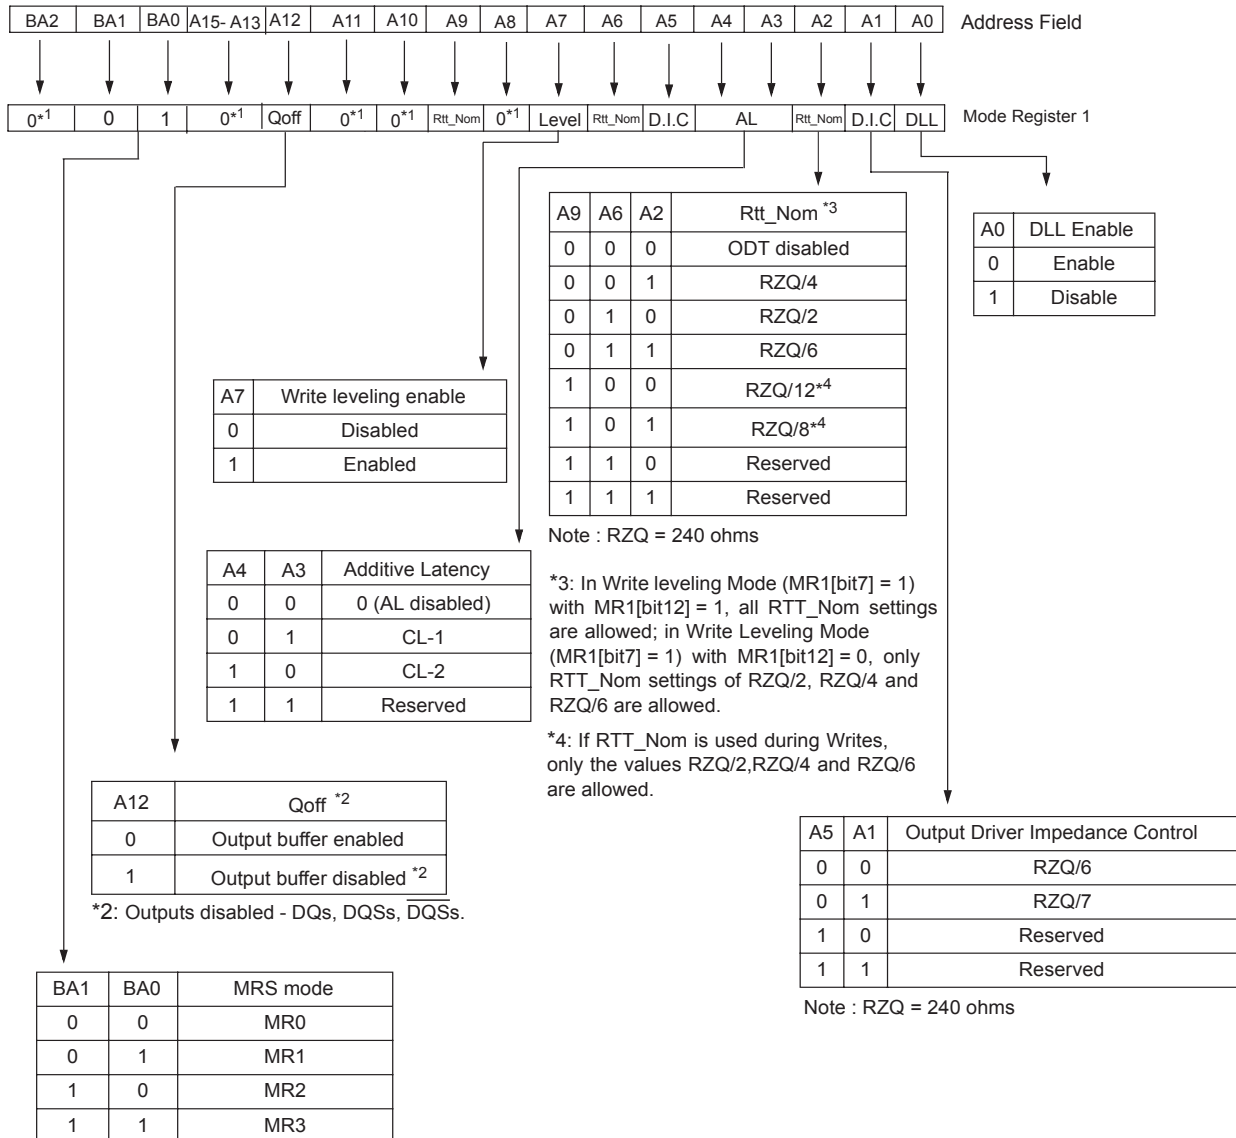 BA2 BA1 BA0 A15- A13 A12 A11 A10 A9 A8 A7 A6 A5 A4 A3 A2 A1 A0 Address Field
0*1 0 1 0*1 Qoff 0*1 0*1 Rtt_Nom 0*1 Level Rtt_Nom D.I.C AL Rtt_Nom D.I.C DLL Mode Register 1
A9 A6 A2 Rtt_Nom *3
0 0 0 ODT disabled
0 0 1 RZQ/4
0 1 0 RZQ/2
0 1 1 RZQ/6
1 0 0 RZQ/12*4
1 0 1 RZQ/8*4
1 1 0 Reserved
1 1 1 Reserved
Note : RZQ = 240 ohms
*3: In Write leveling Mode (MR1[bit7] = 1)
with MR1[bit12] = 1, all RTT_Nom settings
are allowed; in Write Leveling Mode
(MR1[bit7] = 1) with MR1[bit12] = 0, only
RTT_Nom settings of RZQ/2, RZQ/4 and
RZQ/6 are allowed.
*4: If RTT_Nom is used during Writes,
only the values RZQ/2,RZQ/4 and RZQ/6
are allowed.
A0 DLL Enable
0 Enable
1 Disable
A7 Write leveling enable
0 Disabled
1 Enabled
A4 A3 Additive Latency
0 0 0 (AL disabled)
0 1 CL-1
1 0 CL-2
1 1 Reserved
A12 Qoff *2
0 Output buffer enabled
1 Output buffer disabled *2
*2: Outputs disabled - DQs, DQSs, D̅Q̅S̅s.
A5 A1 Output Driver Impedance Control
0 0 RZQ/6
0 1 RZQ/7
1 0 Reserved
1 1 Reserved
Note : RZQ = 240 ohms
BA1 BA0 MRS mode
0 0 MR0
0 1 MR1
1 0 MR2
1 1 MR3